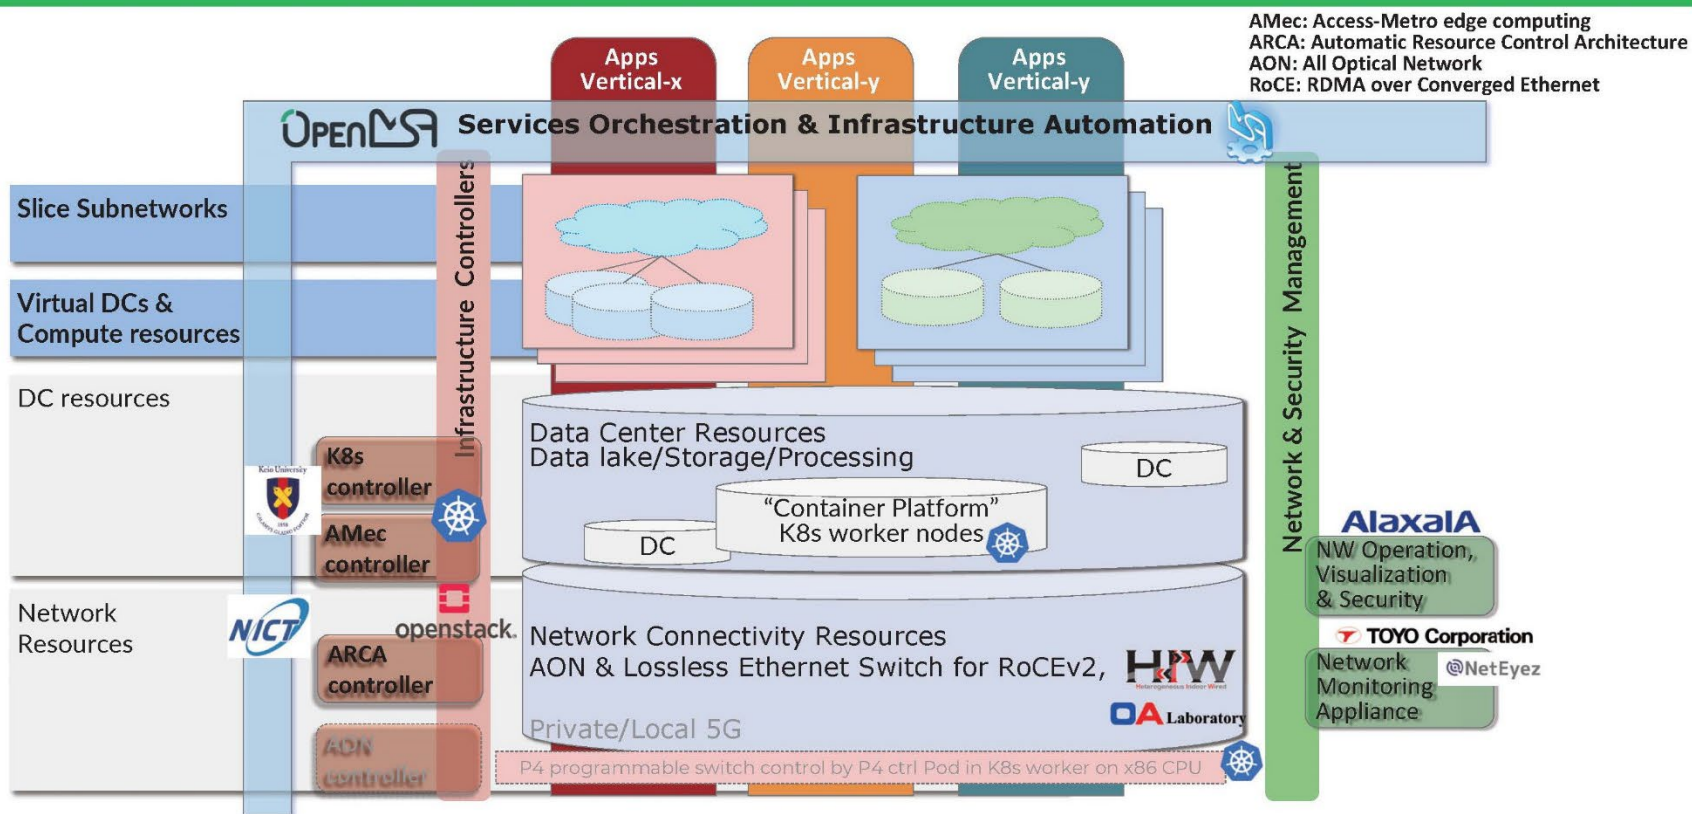 AMec: Access-Metro edge computing
ARCA: Automatic Resource Control Architecture
AON: All Optical Network
RoCE: RDMA over Converged Ethernet
Apps
Vertical-x
Apps
Vertical-y
Apps
Vertical-y
OPENMSA
Services Orchestration & Infrastructure Automation
Slice Subnetworks
Virtual DCs &
Compute resources
DC resources
Network
Resources
Infrastructure Controllers
Network & Security Management
Keio University
K8s
controller
AMec
controller
NICT
openstack.
ARCA
controller
AON
controller
Data Center Resources
Data lake/Storage/Processing
DC
"Container Platform"
K8s worker nodes
DC
Network Connectivity Resources
AON & Lossless Ethernet Switch for RoCEv2,
HIW
Heterogeneous Indoor Wired
OA Laboratory
Private/Local 5G
P4 programmable switch control by P4 ctrl Pod in K8s worker on x86 CPU
AlaxalA
NW Operation,
Visualization
& Security
TOYO Corporation
Network
Monitoring
Appliance
@NetEyez